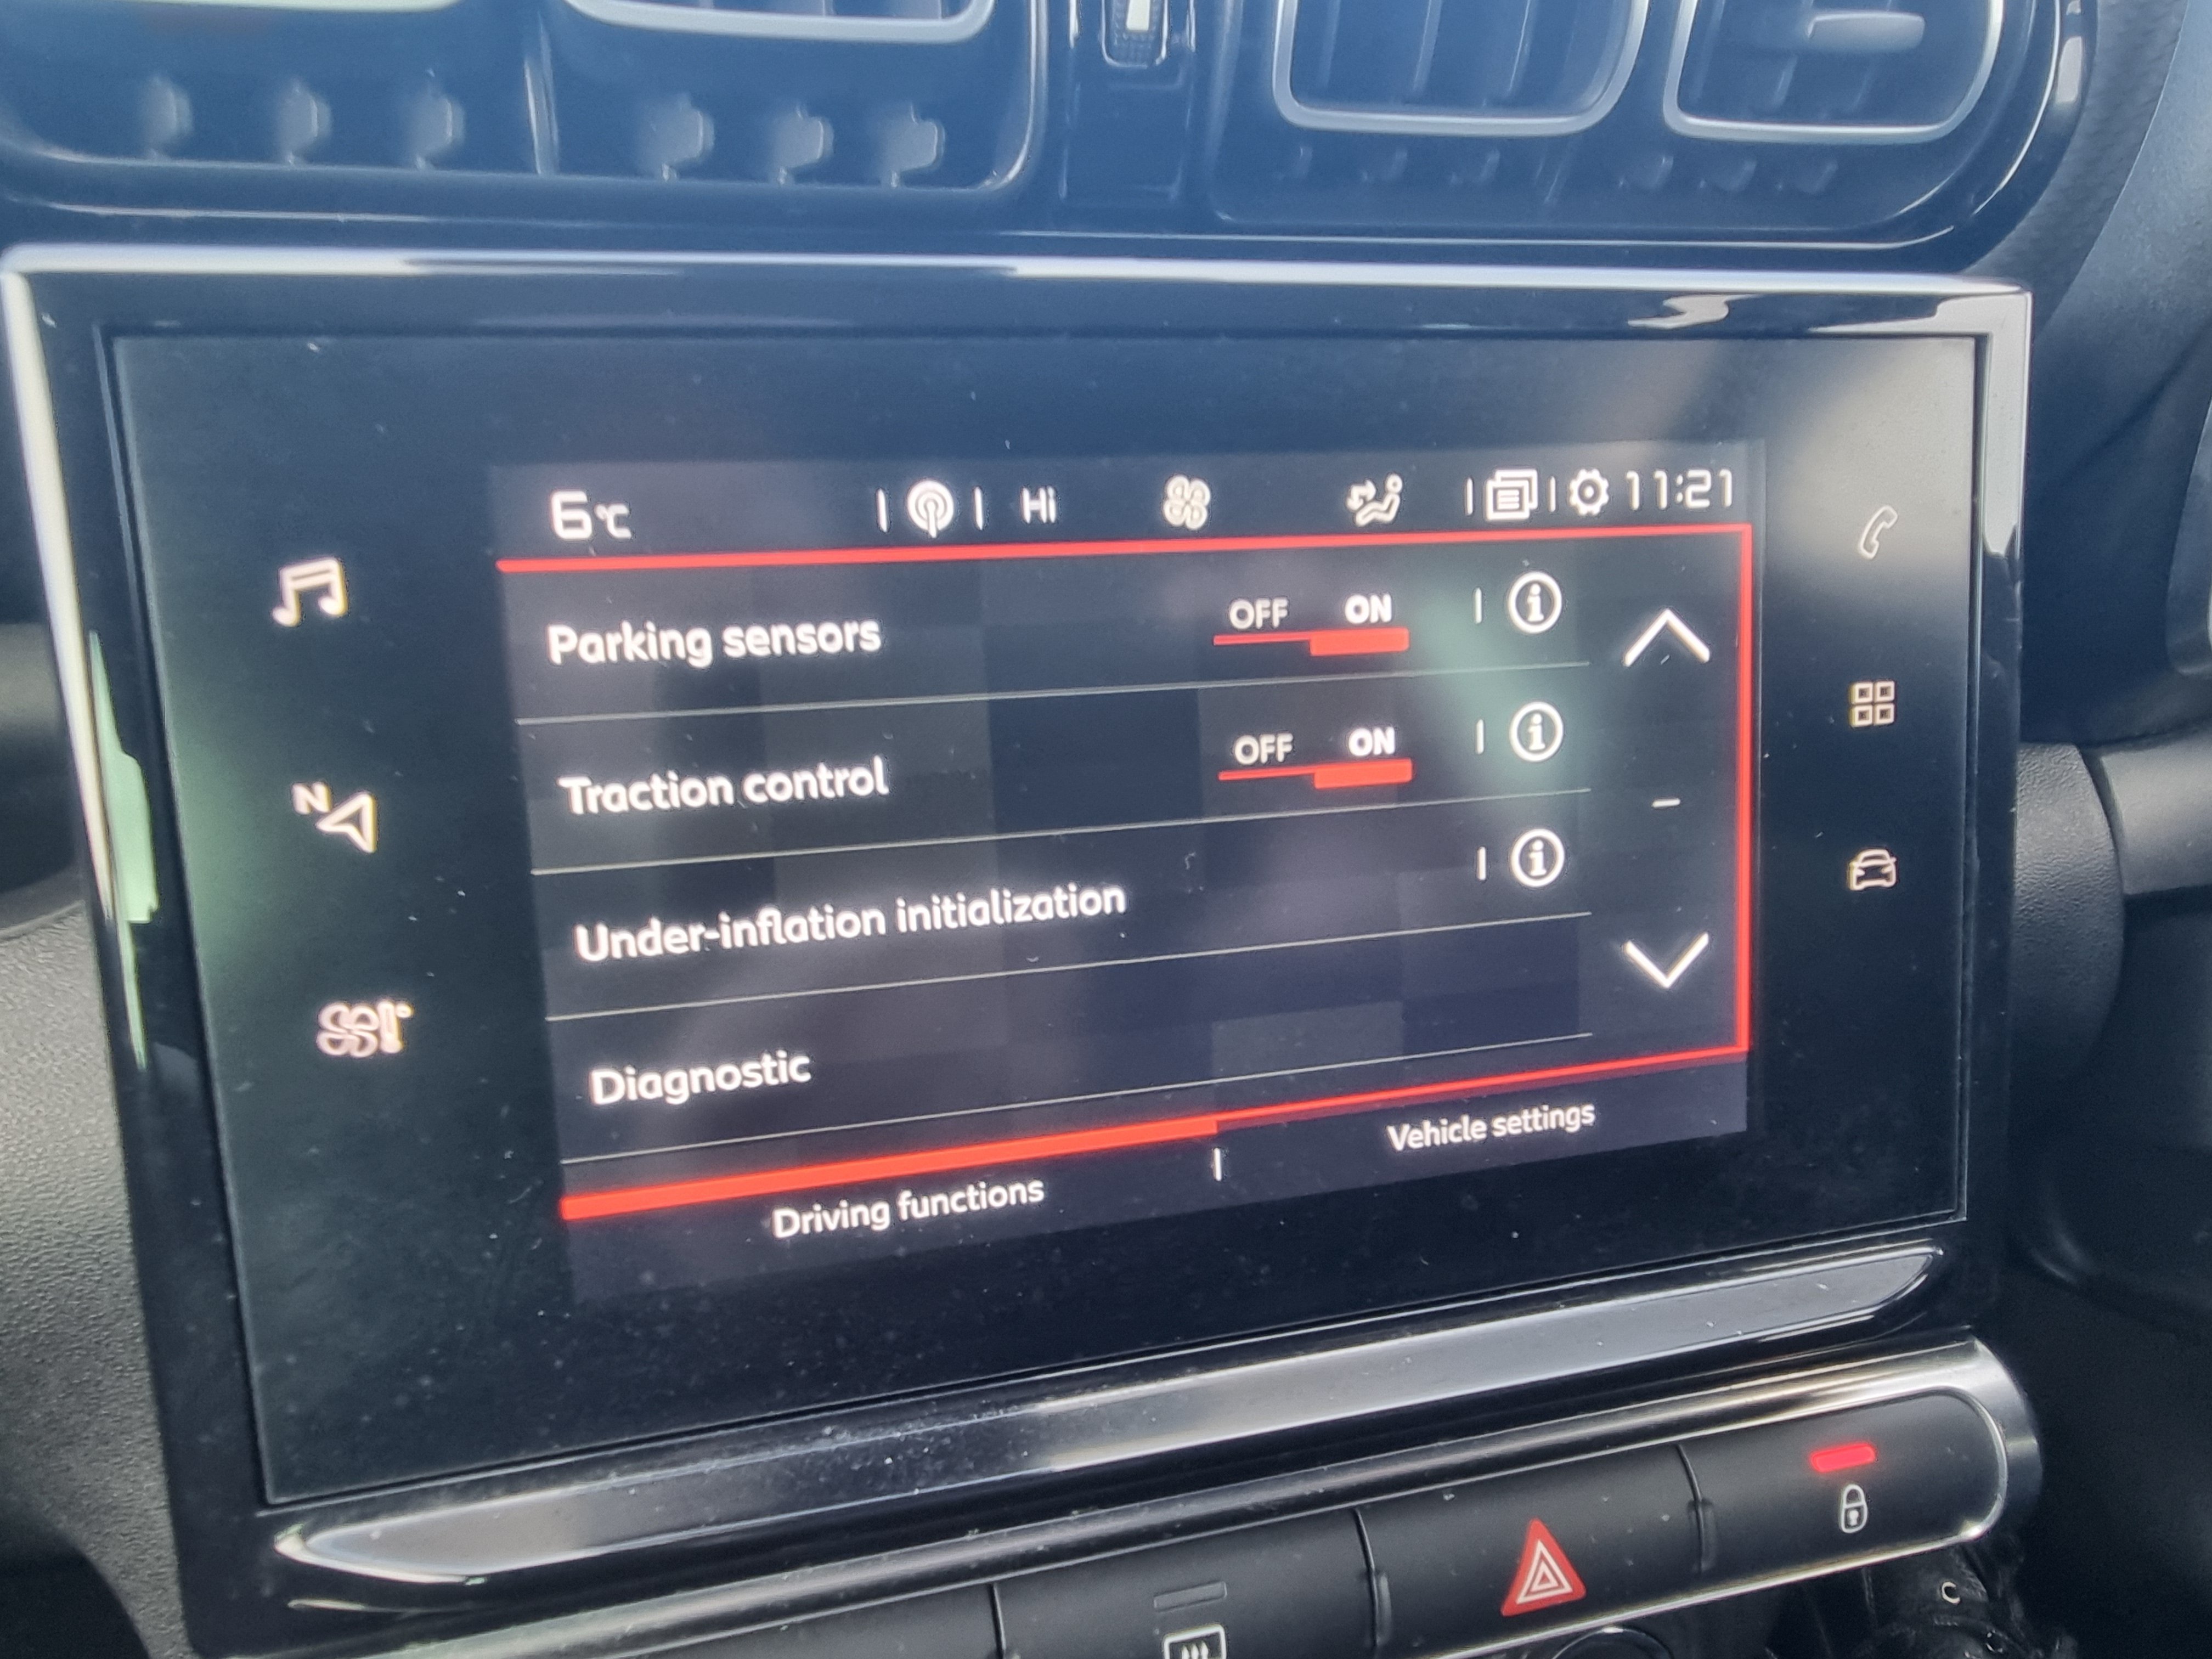 6°C Hi 11:21
Parking sensors OFF ON i
Traction control OFF ON i
Under-inflation initialization i
Diagnostic
Driving functions Vehicle settings
N